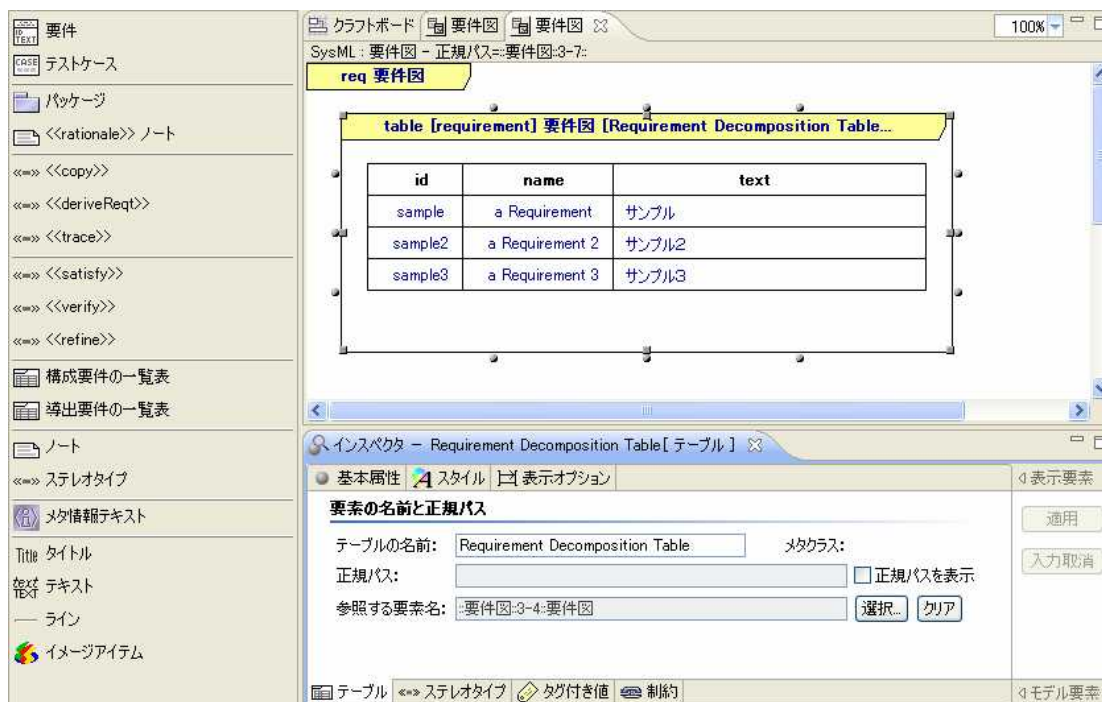 要件
テストケース
パッケージ
<<rationale>> ノート
«=» <<copy>>
«=» <<deriveReqt>>
«=» <<trace>>
«=» <<satisfy>>
«=» <<verify>>
«=» <<refine>>
構成要件の一覧表
導出要件の一覧表
ノート
«=» ステレオタイプ
メタ情報テキスト
Title タイトル
テキスト
ライン
イメージアイテム
クラフトボード 要件図 要件図
100%
SysML : 要件図 - 正規パス=::要件図::3-7::
req 要件図
table [requirement] 要件図 [Requirement Decomposition Table...
id name text
sample a Requirement サンプル
sample2 a Requirement 2 サンプル2
sample3 a Requirement 3 サンプル3
インスペクタ - Requirement Decomposition Table[ テーブル ]
基本属性 スタイル 表示オプション
要素の名前と正規パス
テーブルの名前: Requirement Decomposition Table メタクラス:
正規パス: 正規パスを表示
参照する要素名: ::要件図::3-4::要件図 選択... クリア
テーブル «=» ステレオタイプ タグ付き値 制約
表示要素
適用
入力取消
モデル要素